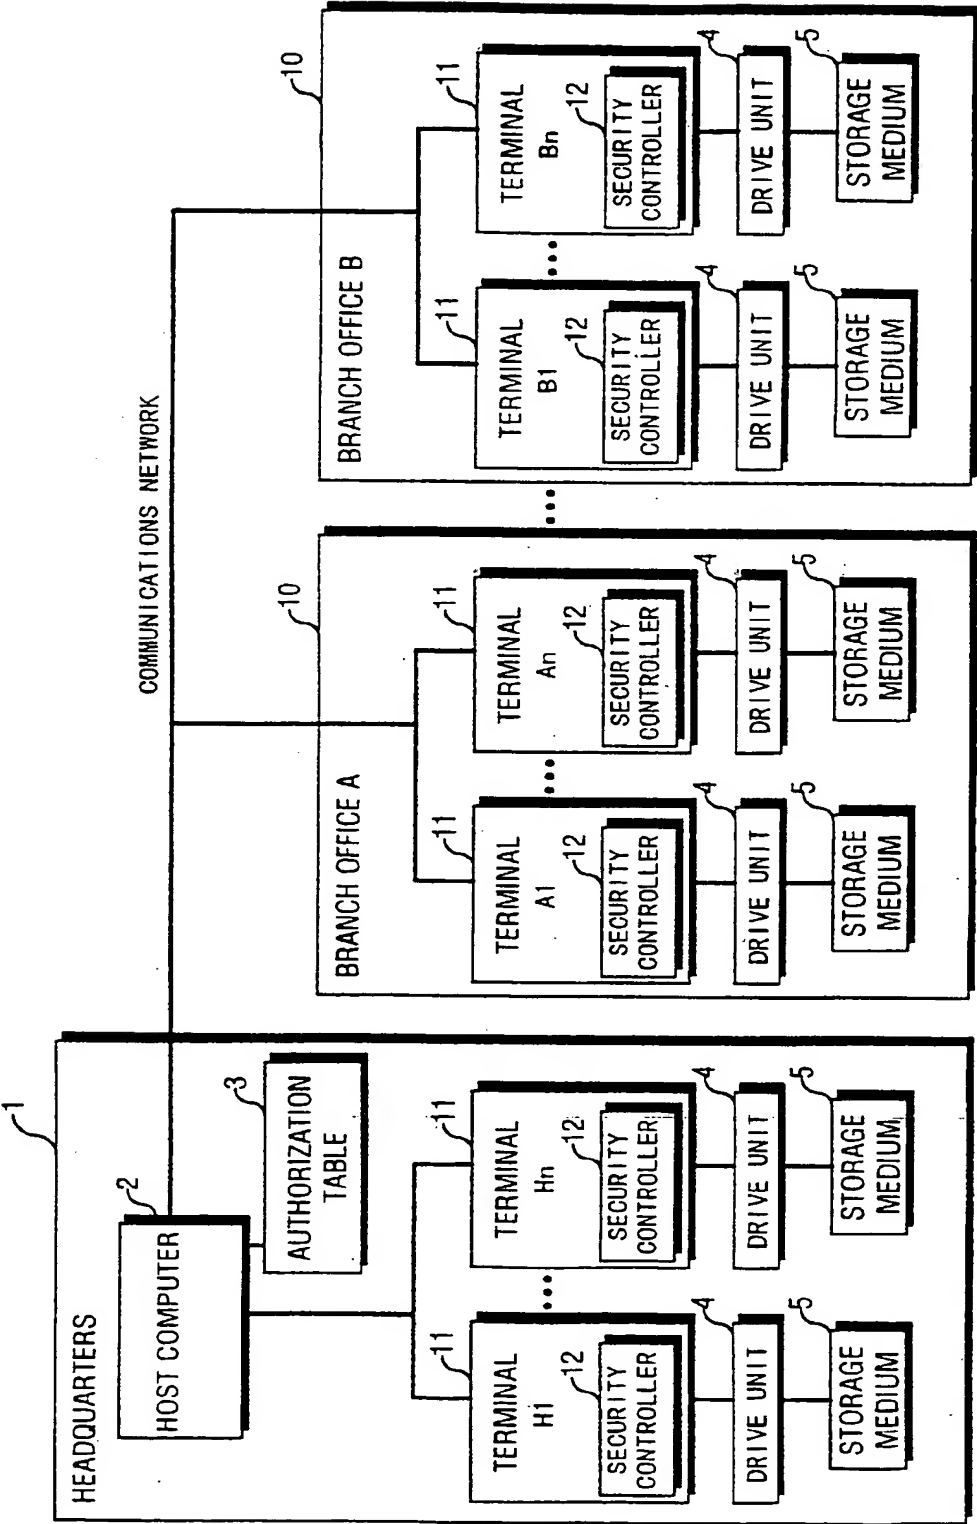 1
HEADQUARTERS
2
HOST COMPUTER
3
AUTHORIZATION
TABLE
COMMUNICATIONS NETWORK
11
TERMINAL
H1
12
SECURITY
CONTROLLER
4
DRIVE UNIT
5
STORAGE
MEDIUM
•••
11
TERMINAL
Hn
12
SECURITY
CONTROLLER
4
DRIVE UNIT
5
STORAGE
MEDIUM
10
BRANCH OFFICE A
11
TERMINAL
A1
12
SECURITY
CONTROLLER
4
DRIVE UNIT
5
STORAGE
MEDIUM
•••
11
TERMINAL
An
12
SECURITY
CONTROLLER
4
DRIVE UNIT
5
STORAGE
MEDIUM
•••
10
BRANCH OFFICE B
11
TERMINAL
B1
12
SECURITY
CONTROLLER
4
DRIVE UNIT
5
STORAGE
MEDIUM
•••
11
TERMINAL
Bn
12
SECURITY
CONTROLLER
4
DRIVE UNIT
5
STORAGE
MEDIUM